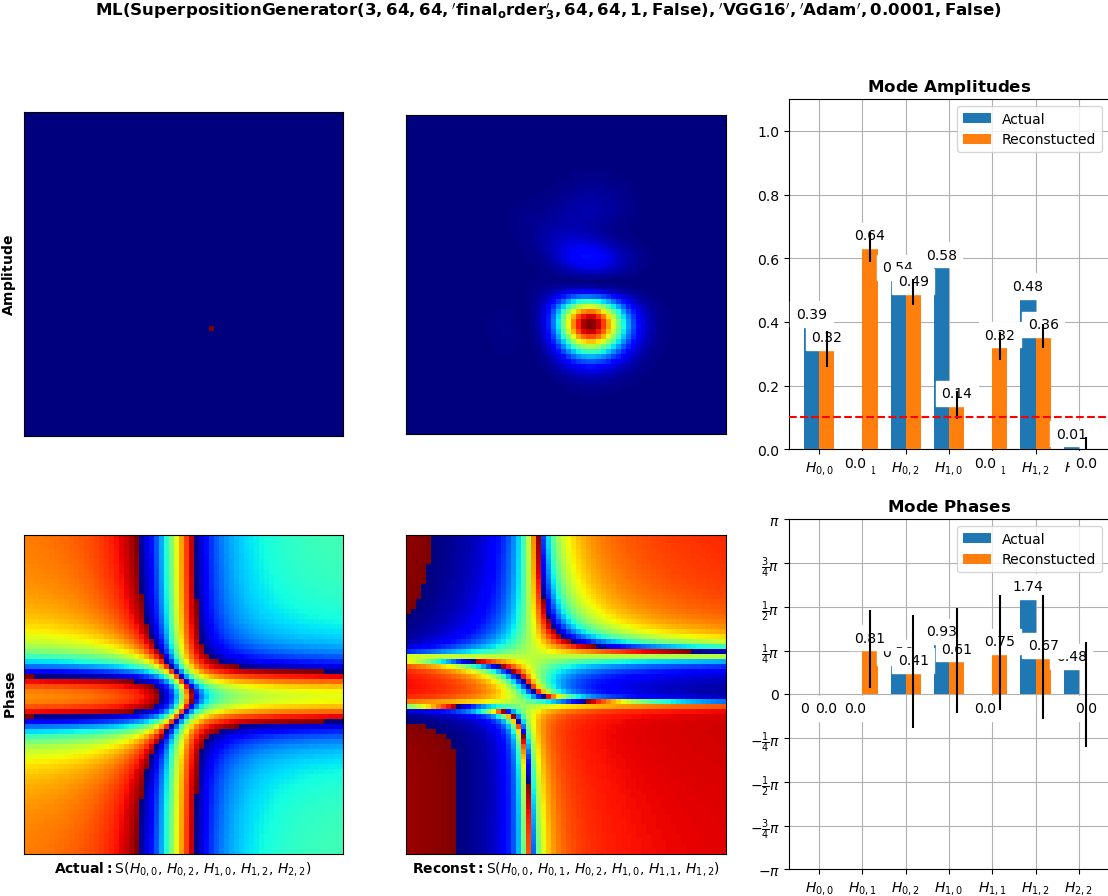 ML(SuperpositionGenerator(3, 64, 64, ′final_order′_3, 64, 64, 1, False), ′VGG16′, ′Adam′, 0.0001, False)
Mode Amplitudes
Actual
Reconstucted
1.0
0.8
0.6
0.4
0.2
0.0
0.39
0.32
0.0
0.64
0.54
0.49
0.58
0.14
0.0
0.32
0.48
0.36
0.01
0.0
H0,0
1
H0,2
H1,0
1
H1,2
Amplitude
Mode Phases
Actual
Reconstucted
π
3/4π
1/2π
1/4π
0
−1/4π
−1/2π
−3/4π
−π
0
0.0
0.0
0.81
0.41
0.93
0.61
0.0
0.75
1.74
0.67
.48
0.0
H0,0
H0,1
H0,2
H1,0
H1,1
H1,2
H2,2
Phase
Actual: S(H0,0, H0,2, H1,0, H1,2, H2,2)
Reconst: S(H0,0, H0,1, H0,2, H1,0, H1,1, H1,2)